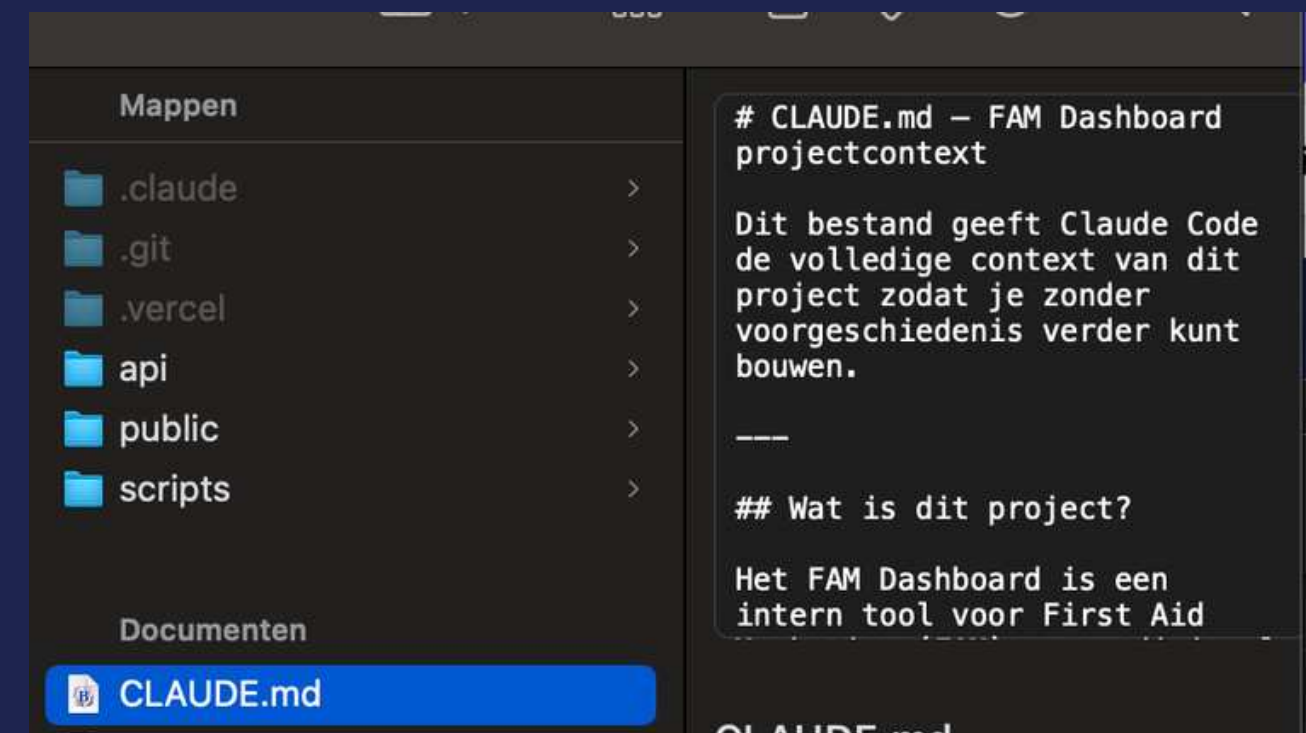 Mappen
.claude
.git
.vercel
api
public
scripts
Documenten
CLAUDE.md
# CLAUDE.md – FAM Dashboard
projectcontext
Dit bestand geeft Claude Code
de volledige context van dit
project zodat je zonder
voorgeschiedenis verder kunt
bouwen.
---
## Wat is dit project?
Het FAM Dashboard is een
intern tool voor First Aid
CLAUDE.md